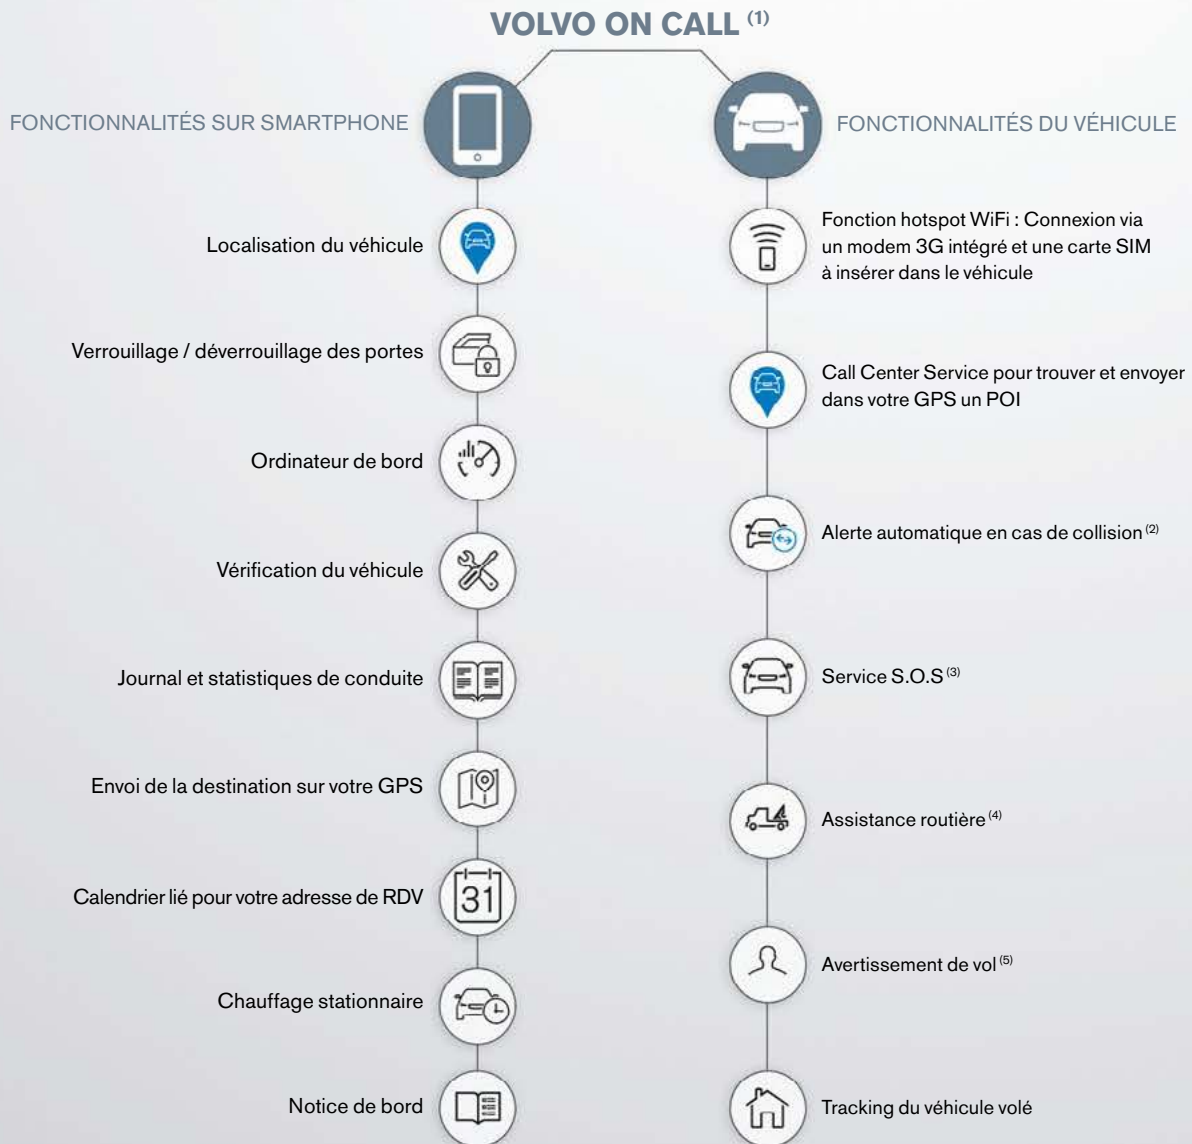 VOLVO ON CALL (1)
FONCTIONNALITÉS SUR SMARTPHONE
Localisation du véhicule
Verrouillage / déverrouillage des portes
Ordinateur de bord
Vérification du véhicule
Journal et statistiques de conduite
Envoi de la destination sur votre GPS
Calendrier lié pour votre adresse de RDV
31
Chauffage stationnaire
Notice de bord
FONCTIONNALITÉS DU VÉHICULE
Fonction hotspot WiFi : Connexion via
un modem 3G intégré et une carte SIM
à insérer dans le véhicule
Call Center Service pour trouver et envoyer
dans votre GPS un POI
Alerte automatique en cas de collision (2)
Service S.O.S (3)
Assistance routière (4)
Avertissement de vol (5)
Tracking du véhicule volé